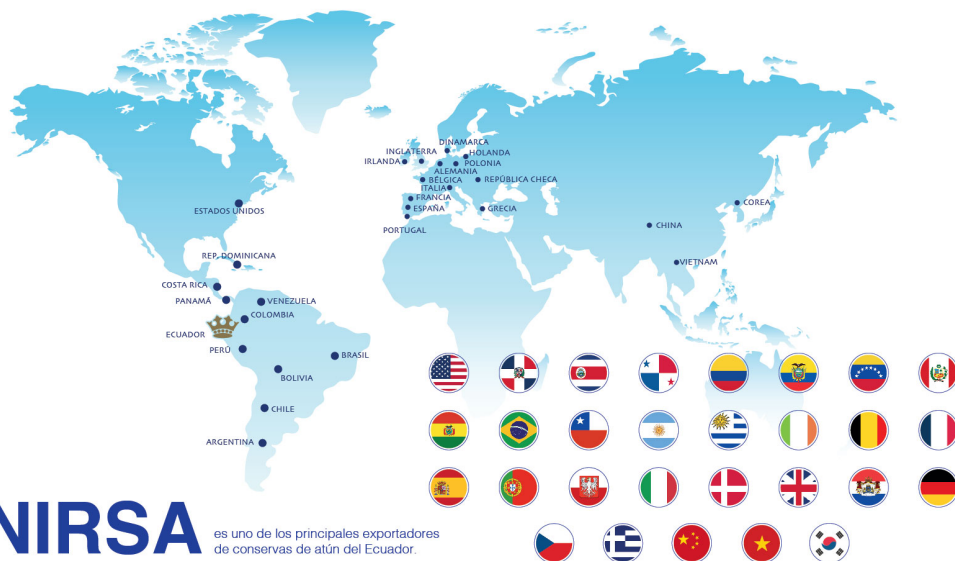 DINAMARCA
INGLATERRA
HOLANDA
IRLANDA
POLONIA
ALEMANIA
BÉLGICA
REPÚBLICA CHECA
ITALIA
FRANCIA
ESPAÑA
GRECIA
PORTUGAL
COREA
CHINA
VIETNAM
ESTADOS UNIDOS
REP. DOMINICANA
COSTA RICA
PANAMÁ
VENEZUELA
COLOMBIA
ECUADOR
PERÚ
BRASIL
BOLIVIA
CHILE
ARGENTINA
NIRSA
es uno de los principales exportadores
de conservas de atún del Ecuador.